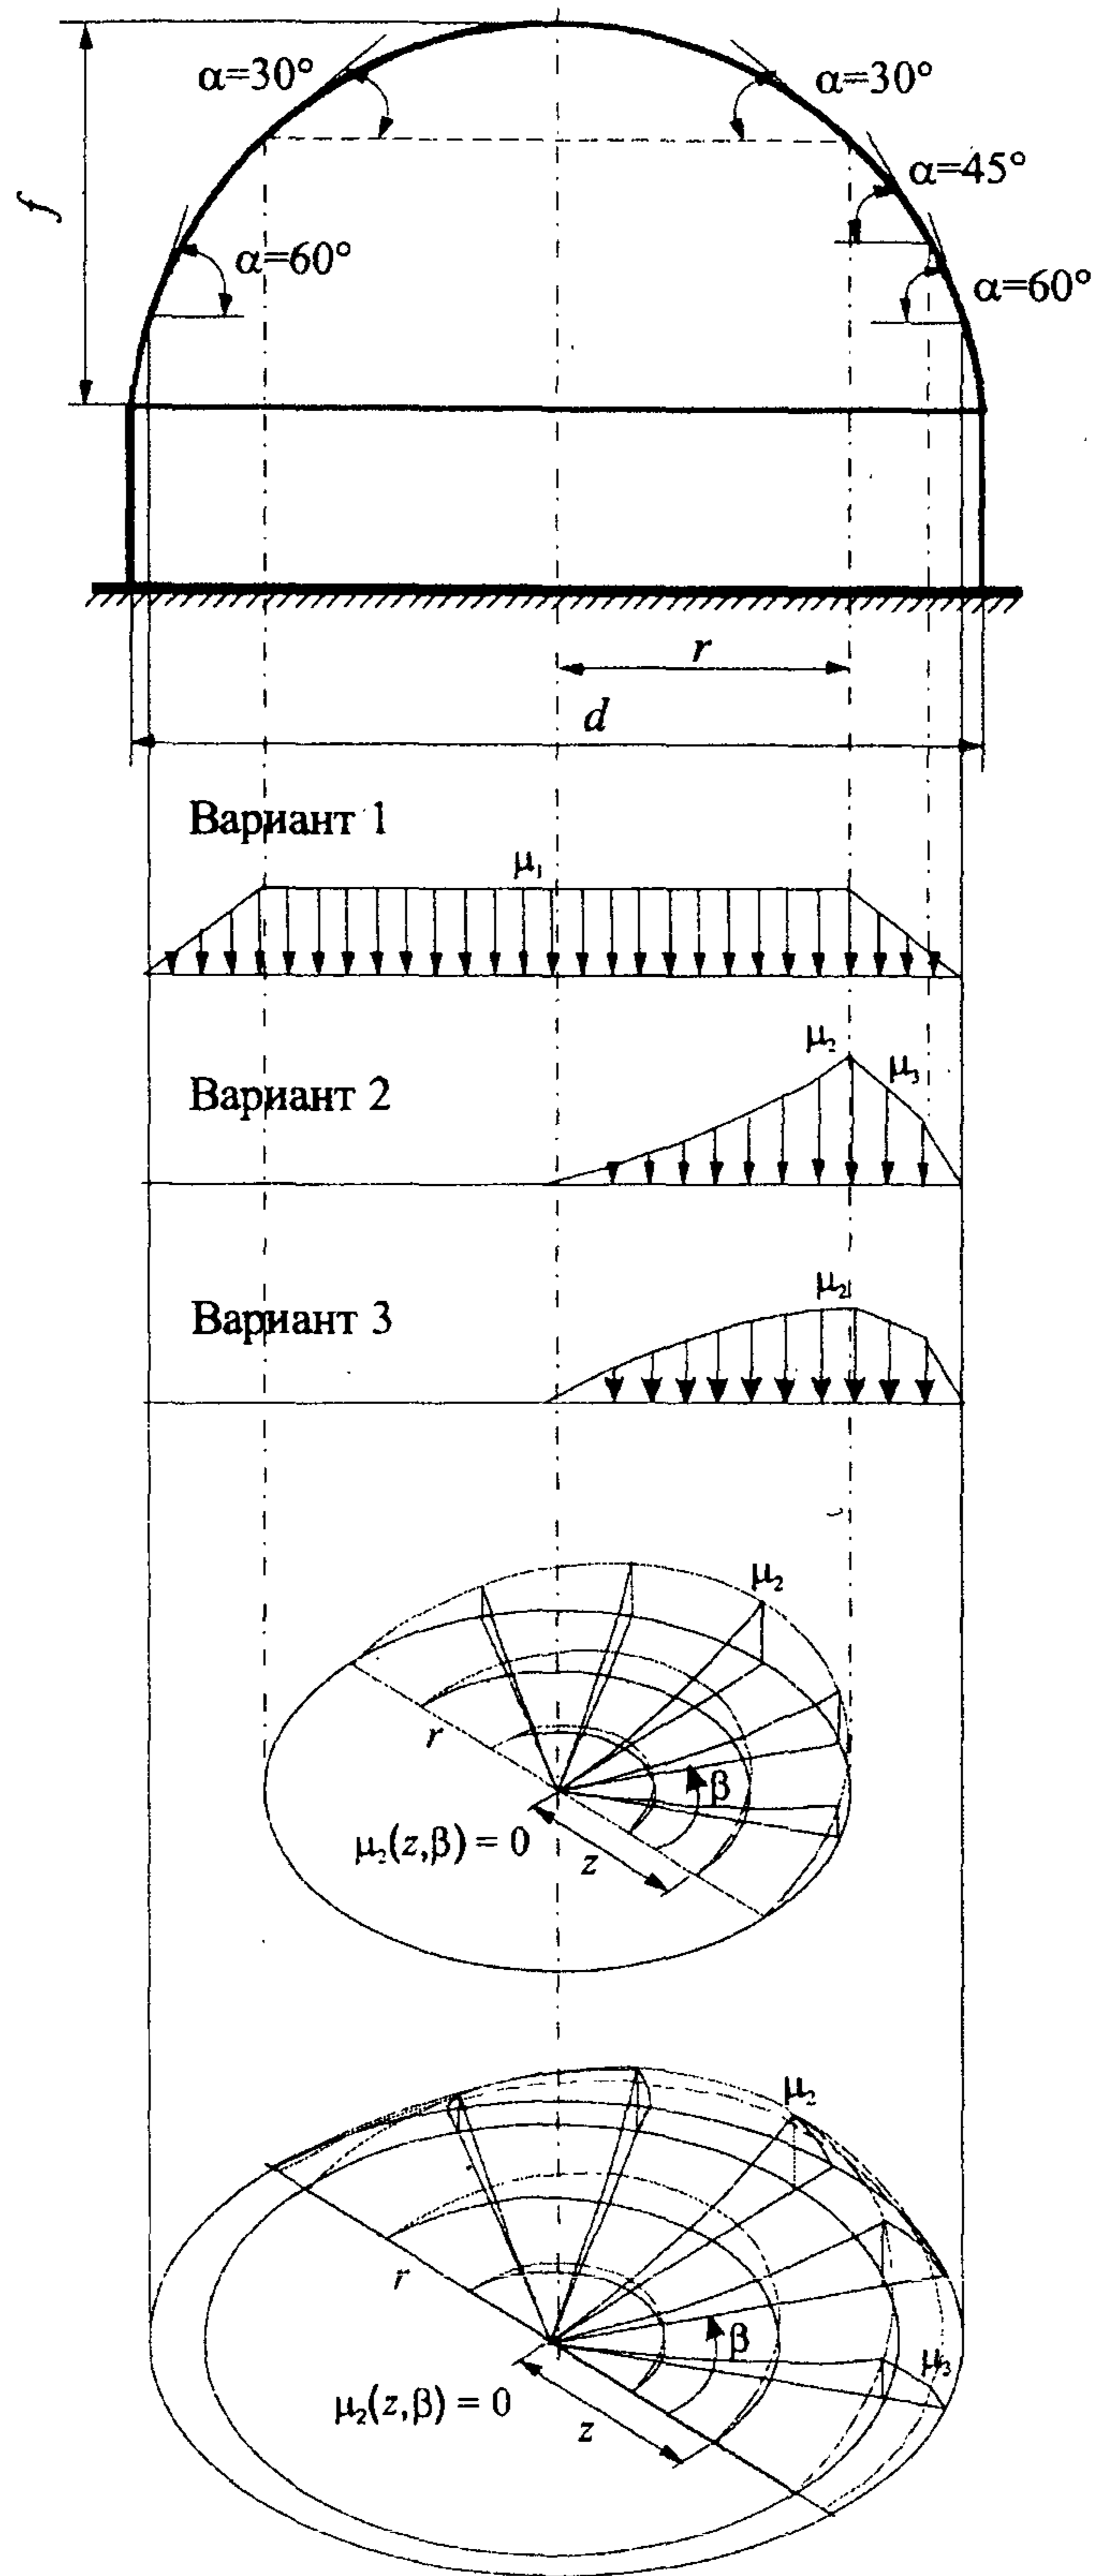 f
α=30°
α=30°
α=45°
α=60°
α=60°
r
d
Вариант 1
μ₁
Вариант 2
μ₂
μ₃
Вариант 3
μ₂
μ₂
r
β
μ₂(z,β) = 0
z
μ₂
r
β
μ₃
μ₂(z,β) = 0
z